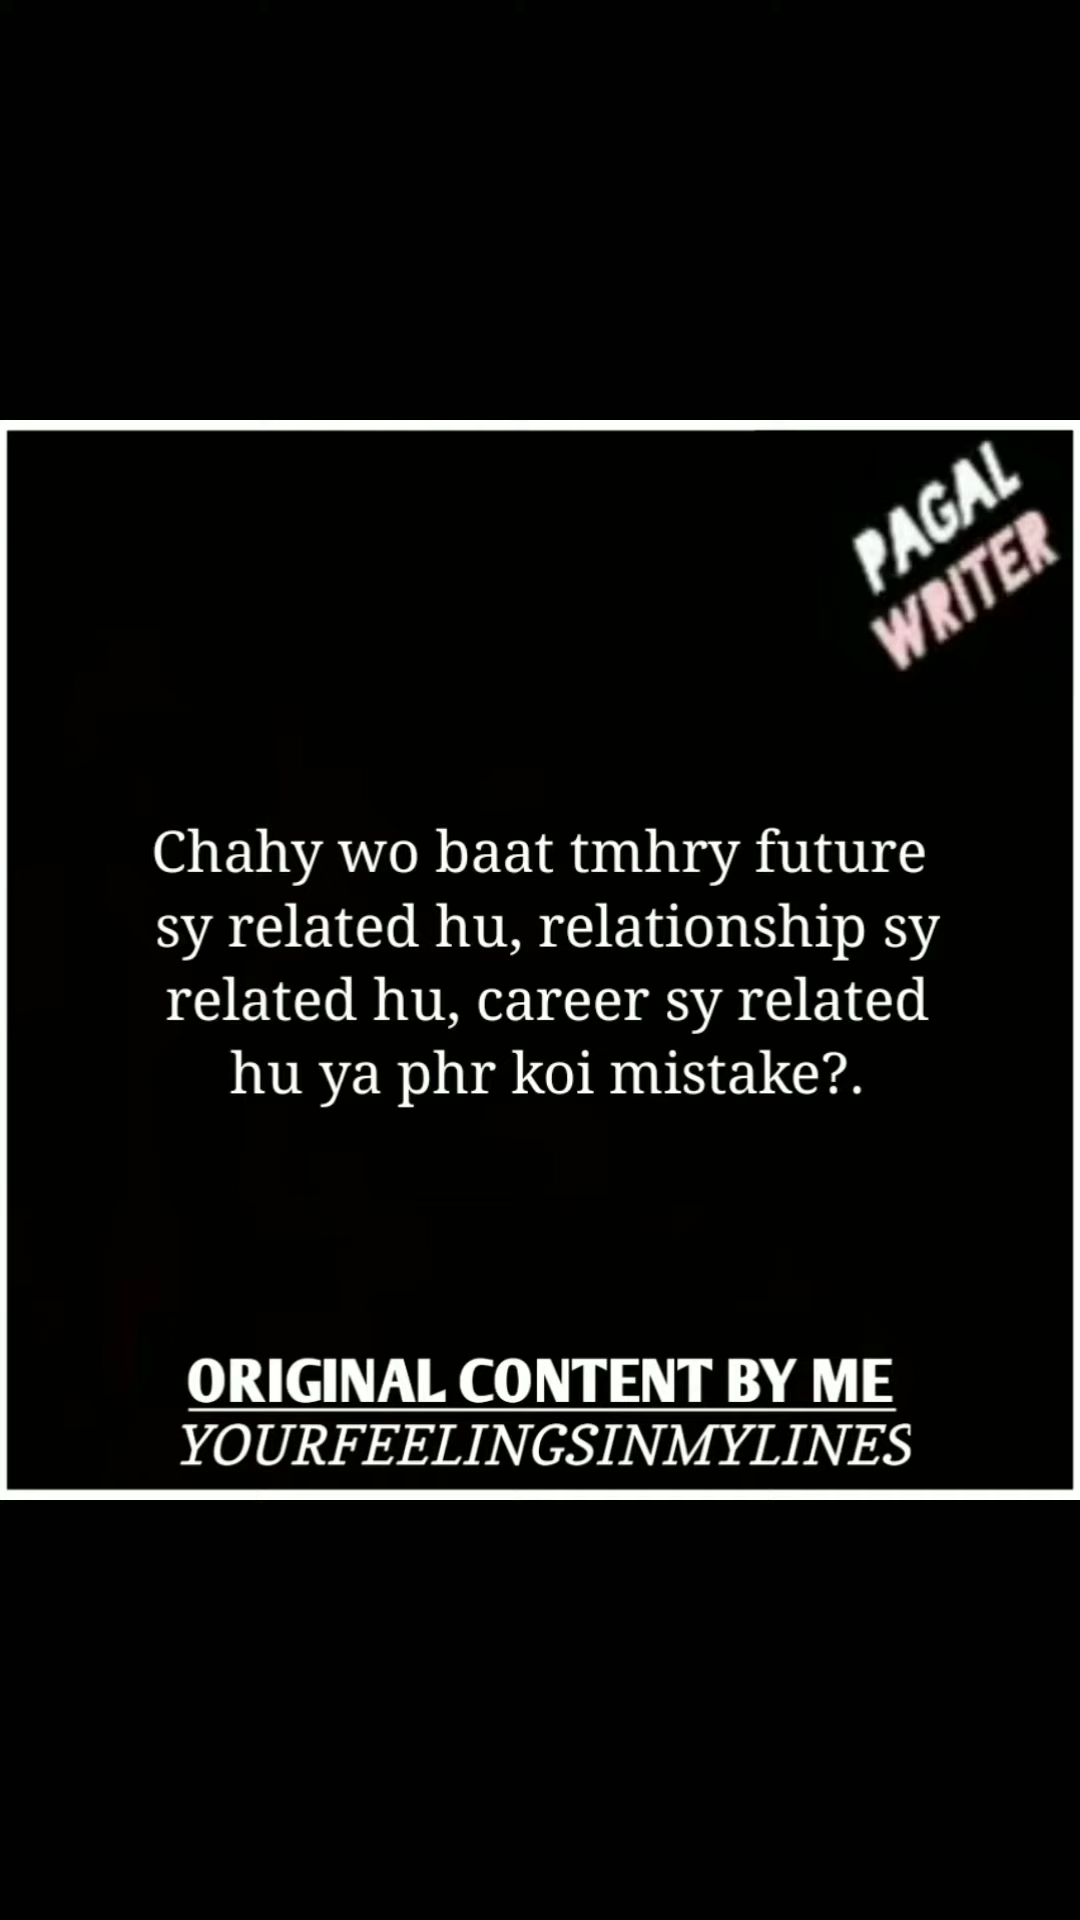 PAGAL
WRITER
Chahy wo baat tmhry future
sy related hu, relationship sy
related hu, career sy related
hu ya phr koi mistake?.
ORIGINAL CONTENT BY ME
YOURFEELINGSINMYLINES